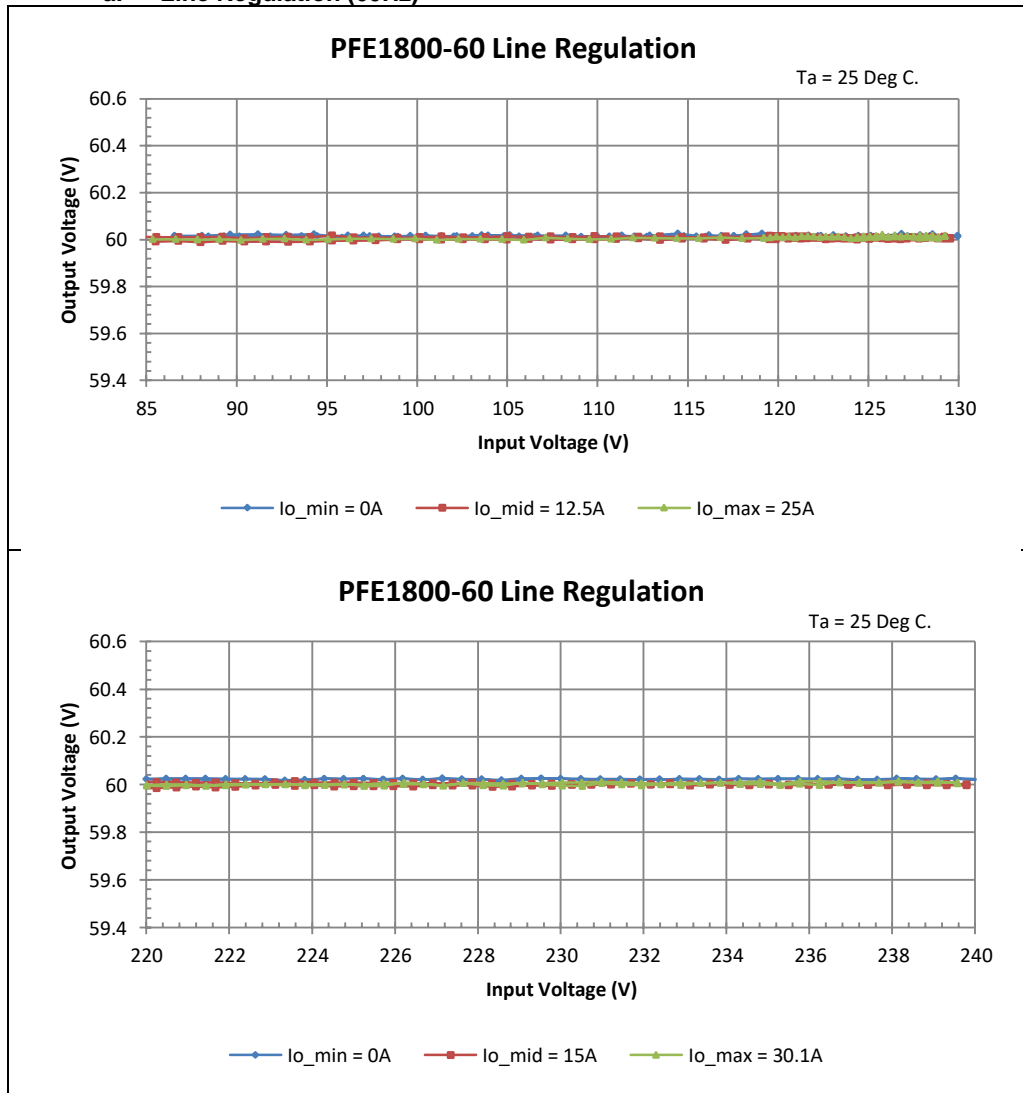 PFE1800-60 Line Regulation
Ta = 25 Deg C.
60.6
60.4
60.2
60
59.8
59.6
59.4
Output Voltage (V)
85 90 95 100 105 110 115 120 125 130
Input Voltage (V)
Io_min = 0A Io_mid = 12.5A Io_max = 25A
PFE1800-60 Line Regulation
Ta = 25 Deg C.
60.6
60.4
60.2
60
59.8
59.6
59.4
Output Voltage (V)
220 222 224 226 228 230 232 234 236 238 240
Input Voltage (V)
Io_min = 0A Io_mid = 15A Io_max = 30.1A